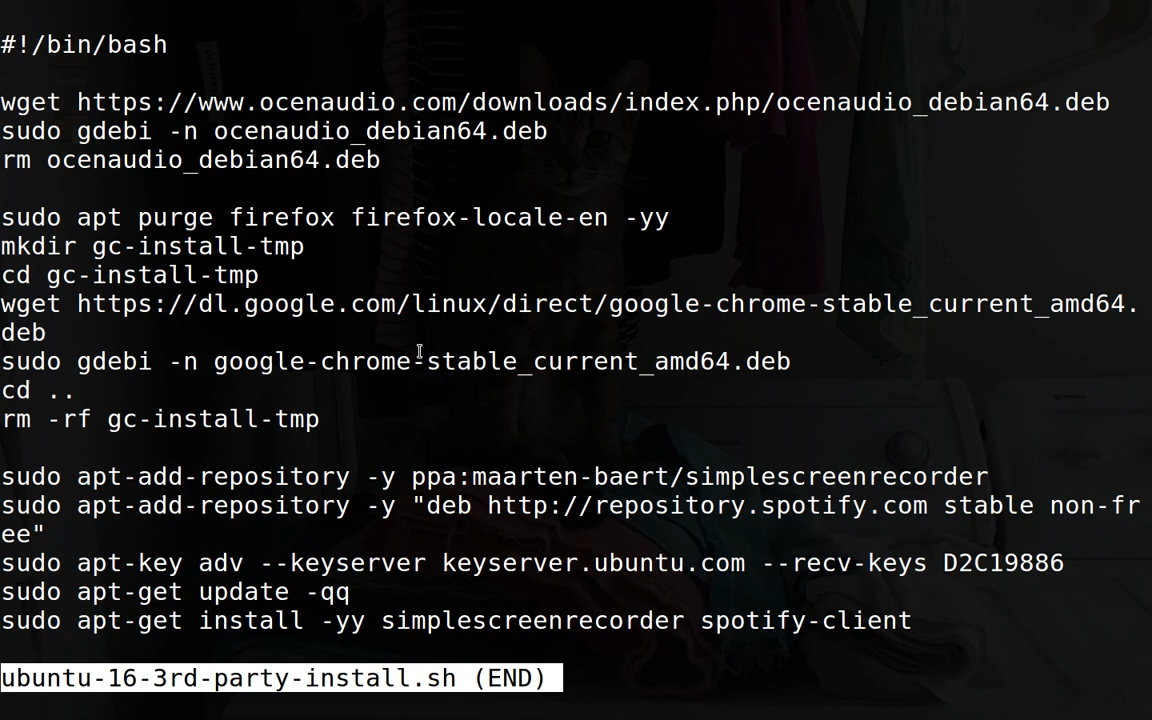 #!/bin/bash
wget https://www.ocenaudio.com/downloads/index.php/ocenaudio_debian64.deb
sudo gdebi -n ocenaudio_debian64.deb
rm ocenaudio_debian64.deb
sudo apt purge firefox firefox-locale-en -yy
mkdir gc-install-tmp
cd gc-install-tmp
wget https://dl.google.com/linux/direct/google-chrome-stable_current_amd64.
deb
sudo gdebi -n google-chrome-stable_current_amd64.deb
cd ..
rm -rf gc-install-tmp
sudo apt-add-repository -y ppa:maarten-baert/simplescreenrecorder
sudo apt-add-repository -y "deb http://repository.spotify.com stable non-fr
ee"
sudo apt-key adv --keyserver keyserver.ubuntu.com --recv-keys D2C19886
sudo apt-get update -qq
sudo apt-get install -yy simplescreenrecorder spotify-client
ubuntu-16-3rd-party-install.sh (END)